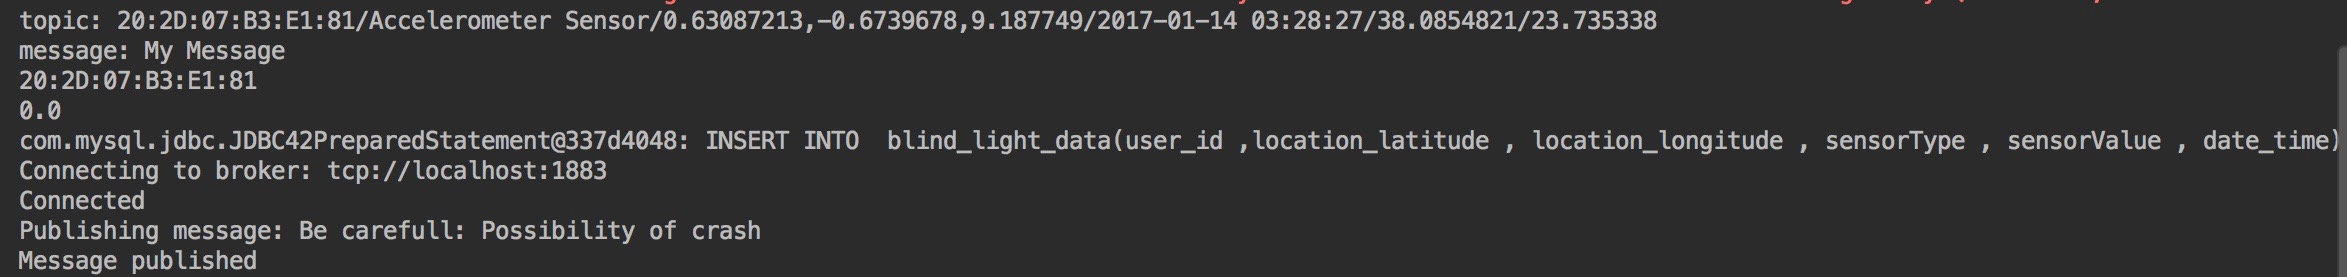 topic: 20:2D:07:B3:E1:81/Accelerometer Sensor/0.63087213,-0.6739678,9.187749/2017-01-14 03:28:27/38.0854821/23.735338
message: My Message
20:2D:07:B3:E1:81
0.0
com.mysql.jdbc.JDBC42PreparedStatement@337d4048: INSERT INTO  blind_light_data(user_id ,location_latitude , location_longitude , sensorType , sensorValue , date_time)
Connecting to broker: tcp://localhost:1883
Connected
Publishing message: Be carefull: Possibility of crash
Message published